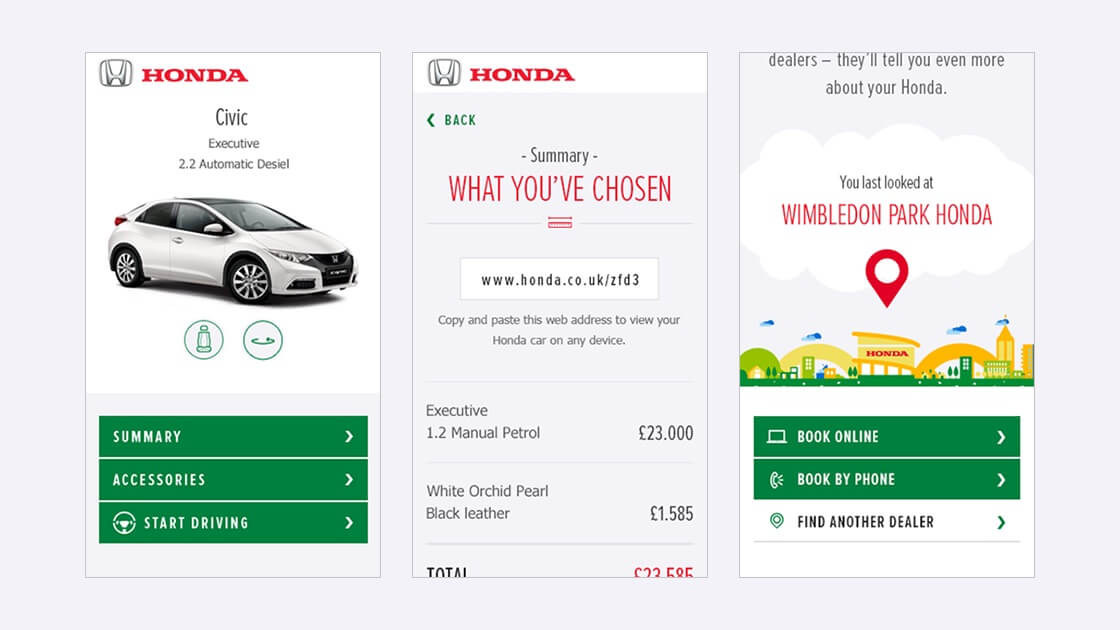 HONDA
Civic
Executive
2.2 Automatic Desiel
SUMMARY
ACCESSORIES
START DRIVING
HONDA
BACK
- Summary -
WHAT YOU'VE CHOSEN
www.honda.co.uk/zfd3
Copy and paste this web address to view your
Honda car on any device.
Executive
1.2 Manual Petrol £23.000
White Orchid Pearl
Black leather £1.585
TOTAL £23.585
dealers – they'll tell you even more
about your Honda.
You last looked at
WIMBLEDON PARK HONDA
HONDA
BOOK ONLINE
BOOK BY PHONE
FIND ANOTHER DEALER